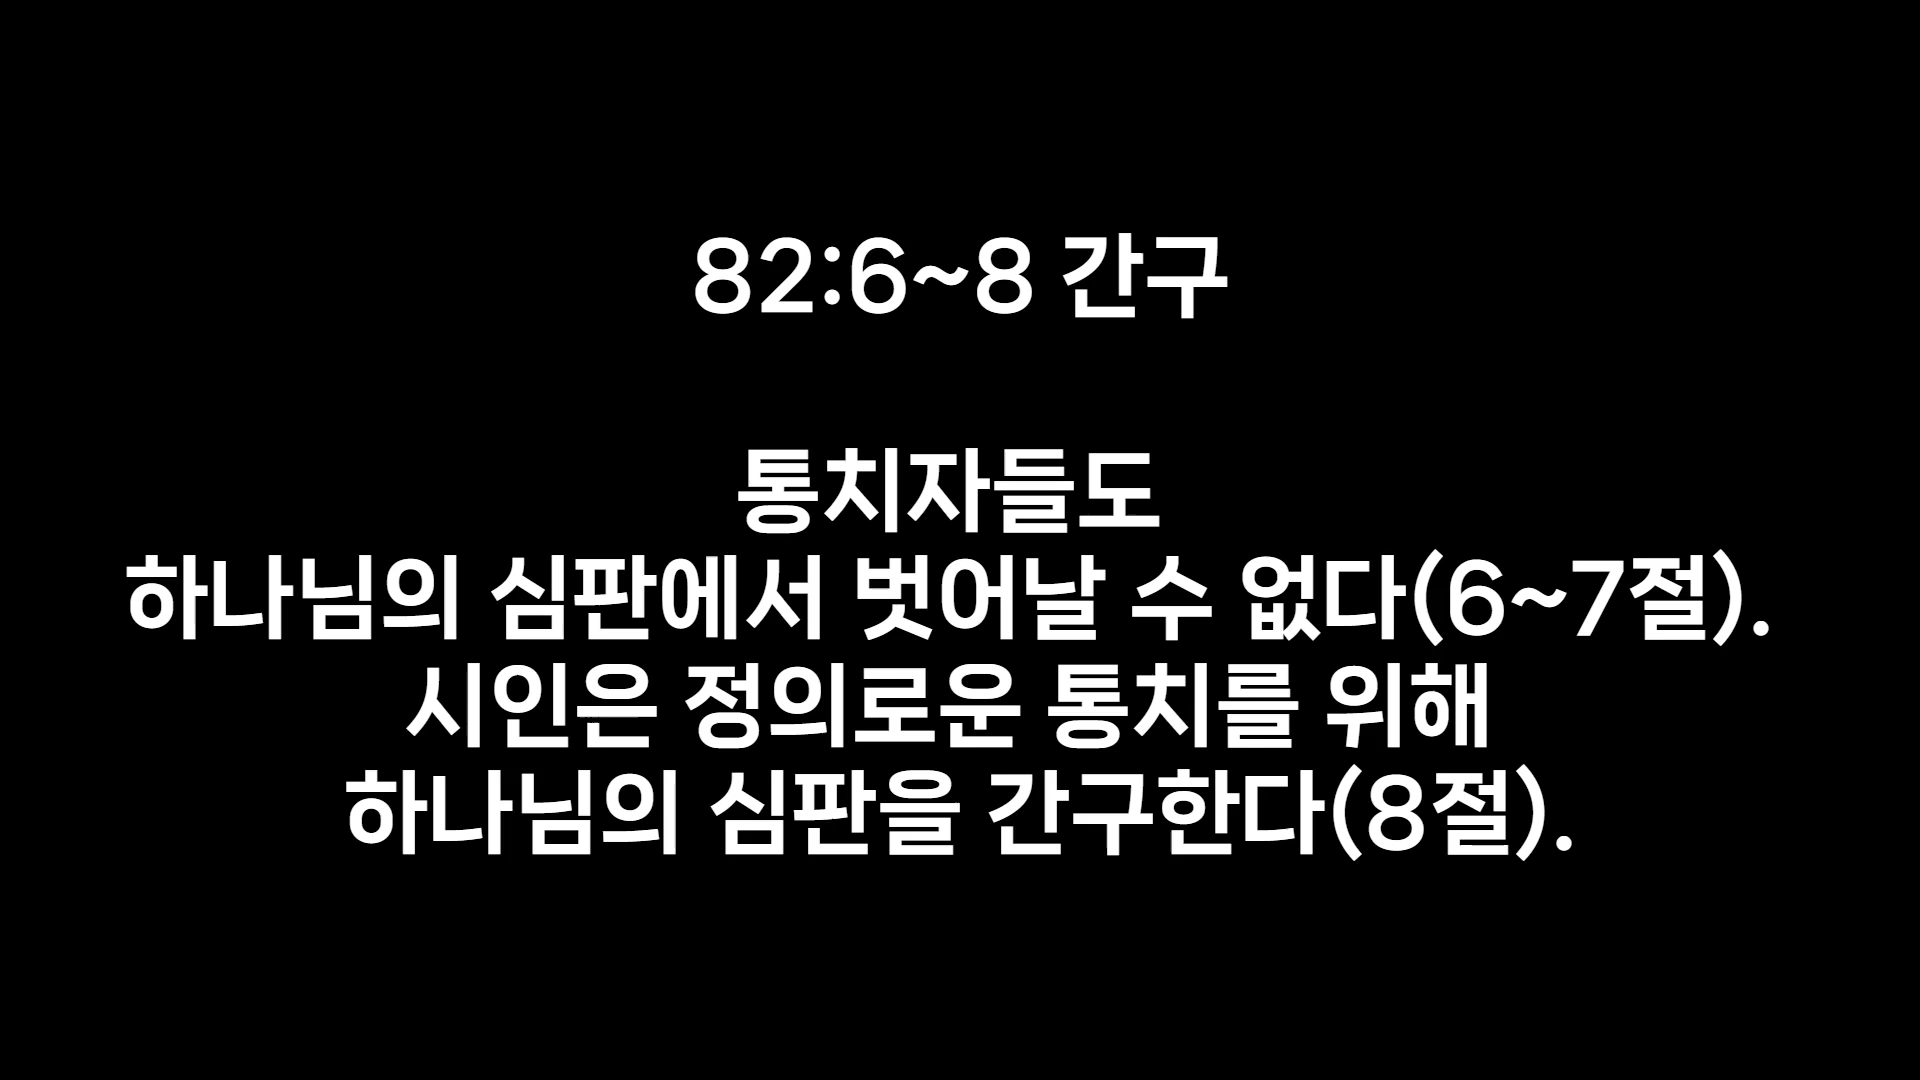 82:6~8 간구
통치자들도
하나님의 심판에서 벗어날 수 없다(6~7절).
시인은 정의로운 통치를 위해
하나님의 심판을 간구한다(8절).